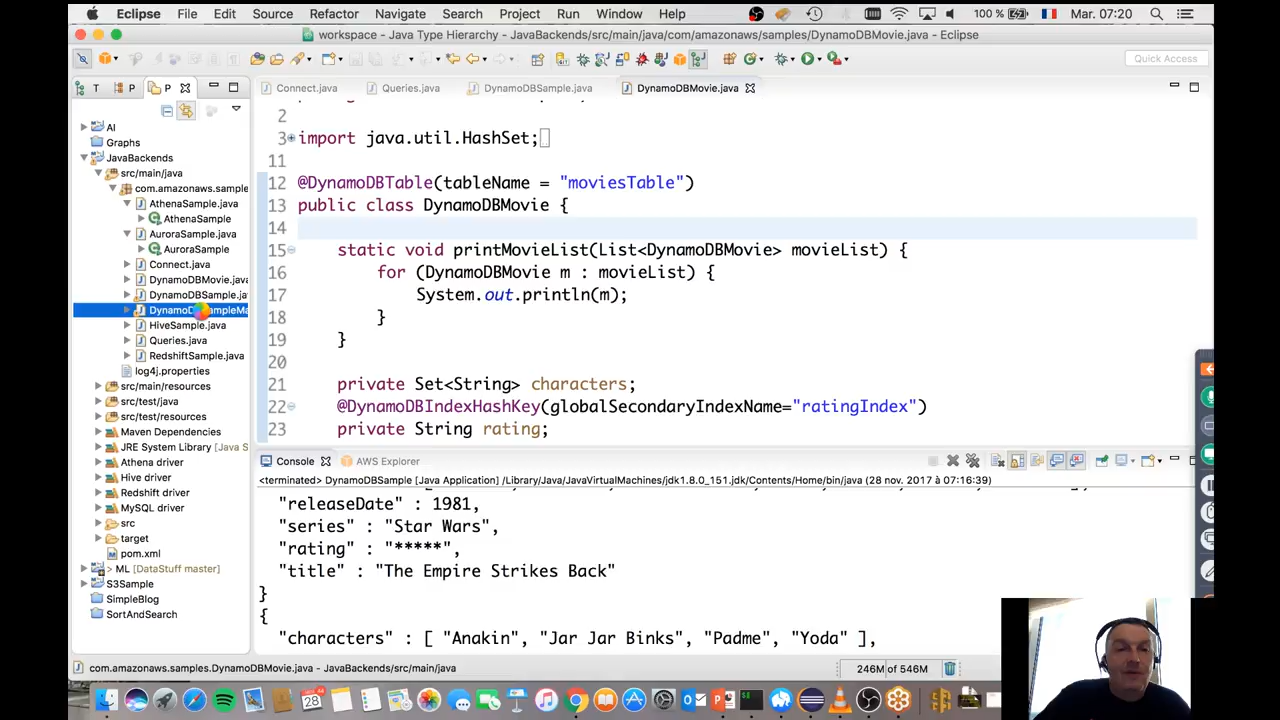 Eclipse File Edit Source Refactor Navigate Search Project Run Window Help 100 % Mar. 07:20
workspace - Java Type Hierarchy - JavaBackends/src/main/java/com/amazonaws/samples/DynamoDBMovie.java - Eclipse
Quick Access
T P P Connect.java Queries.java DynamoDBSample.java DynamoDBMovie.java
AI
Graphs
JavaBackends
src/main/java
com.amazonaws.sample
AthenaSample.java
AthenaSample
AuroraSample.java
AuroraSample
Connect.java
DynamoDBMovie.java
DynamoDBSample.ja
HiveSample.java
Queries.java
RedshiftSample.java
log4j.properties
src/main/resources
src/test/java
src/test/resources
Maven Dependencies
JRE System Library [Java S
Athena driver
Hive driver
Redshift driver
MySQL driver
src
target
pom.xml
> ML [DataStuff master]
S3Sample
SimpleBlog
SortAndSearch
2
3 import java.util.HashSet;
11
12 @DynamoDBTable(tableName = "moviesTable")
13 public class DynamoDBMovie {
14
15 static void printMovieList(List<DynamoDBMovie> movieList) {
16 for (DynamoDBMovie m : movieList) {
17 System.out.println(m);
18 }
19 }
20
21 private Set<String> characters;
22 @DynamoDBIndexHashKey(globalSecondaryIndexName="ratingIndex")
23 private String rating;
Console AWS Explorer
<terminated> DynamoDBSample [Java Application] /Library/Java/JavaVirtualMachines/jdk1.8.0_151.jdk/Contents/Home/bin/java (28 nov. 2017 à 07:16:39)
"releaseDate" : 1981,
"series" : "Star Wars",
"rating" : "*****",
"title" : "The Empire Strikes Back"
}
{
"characters" : [ "Anakin", "Jar Jar Binks", "Padme", "Yoda" ],
com.amazonaws.samples.DynamoDBMovie.java - JavaBackends/src/main/java
246M of 546M
28